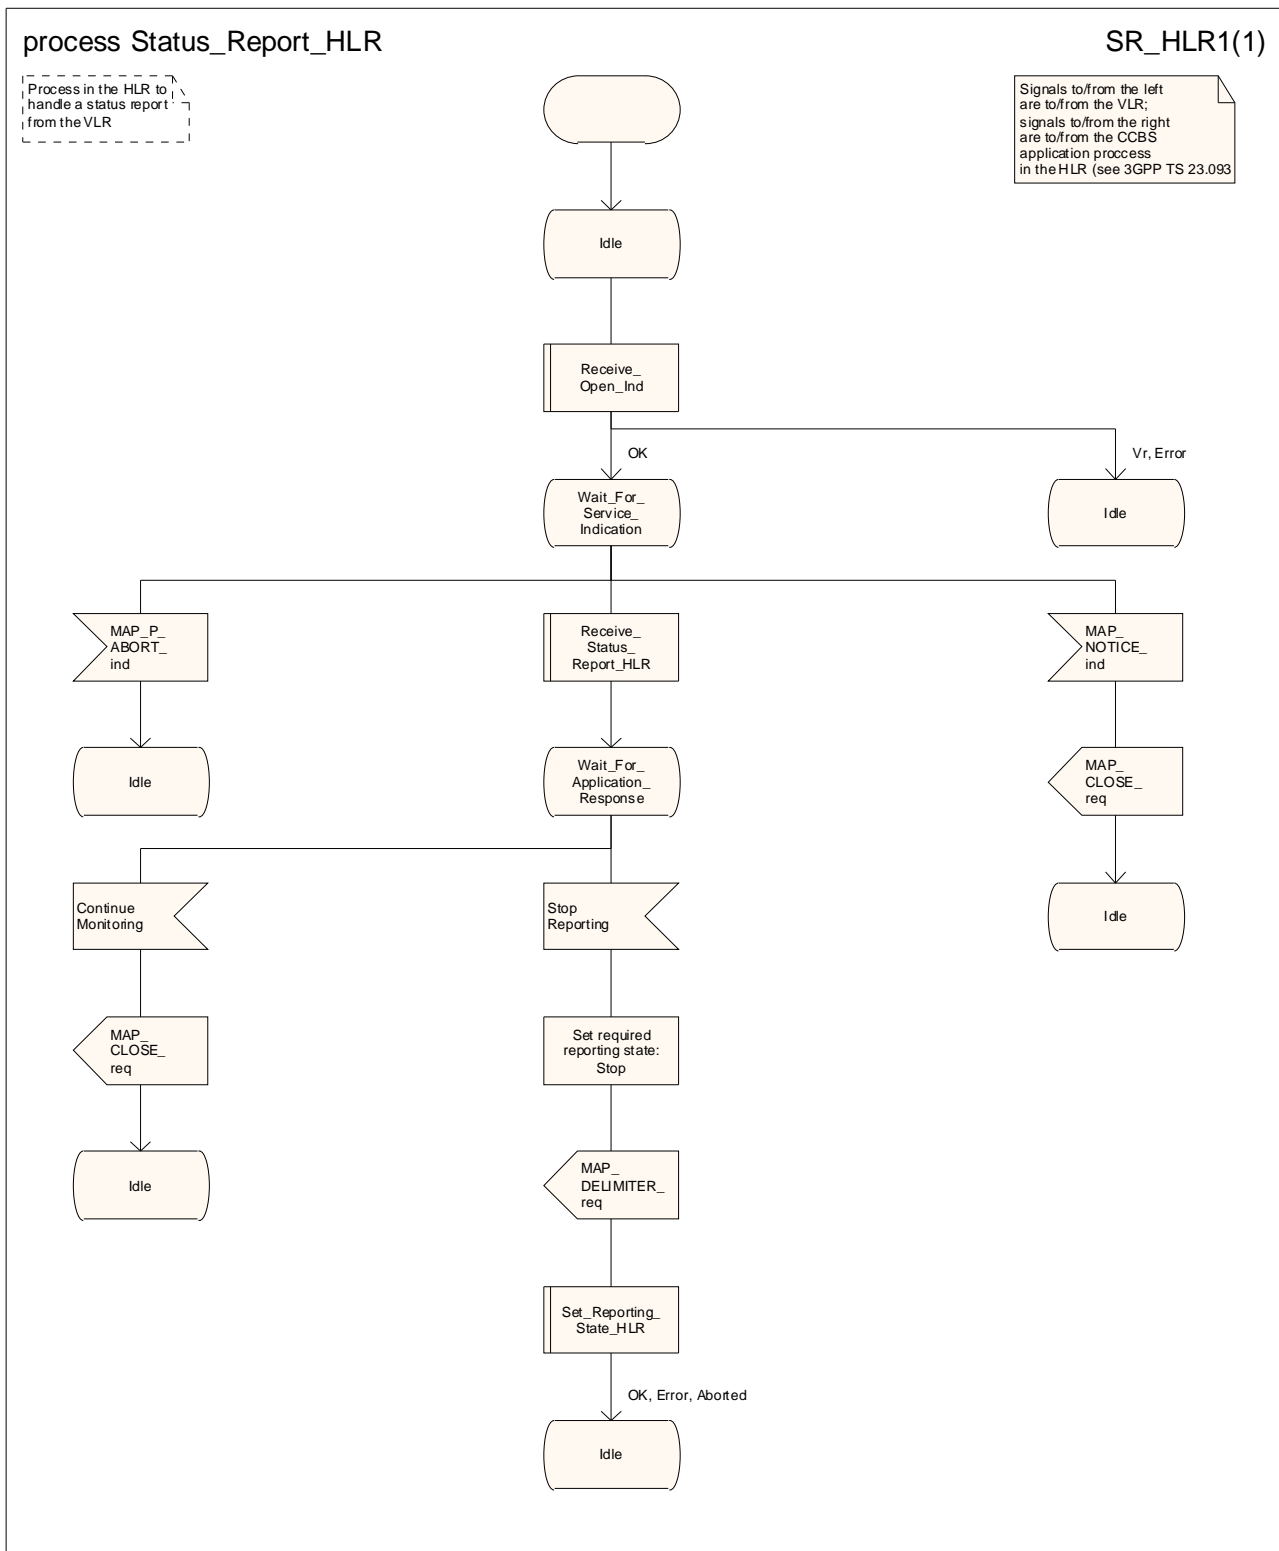 process Status_Report_HLR
SR_HLR1(1)
Process in the HLR to
handle a status report
from the VLR
Signals to/from the left
are to/from the VLR;
signals to/from the right
are to/from the CCBS
application proccess
in the HLR (see 3GPP TS 23.093
Idle
Receive_
Open_Ind
OK
Vr, Error
Wait_For_
Service_
Indication
Idle
MAP_P_
ABORT_
ind
Receive_
Status_
Report_HLR
MAP_
NOTICE_
ind
Idle
Wait_For_
Application_
Response
MAP_
CLOSE_
req
Continue
Monitoring
Stop
Reporting
Idle
MAP_
CLOSE_
req
Set required
reporting state:
Stop
Idle
MAP_
DELIMITER_
req
Set_Reporting_
State_HLR
OK, Error, Aborted
Idle